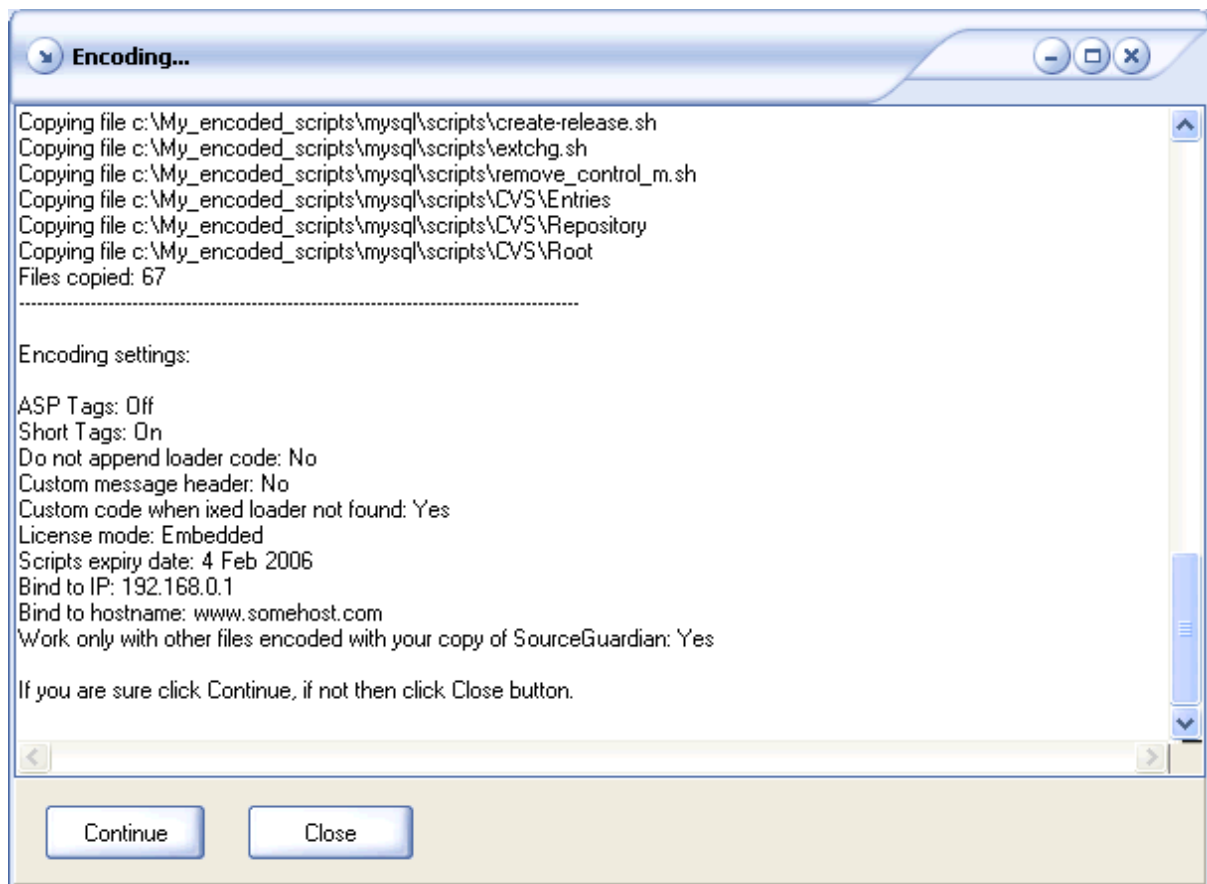 Encoding...
Copying file c:\My_encoded_scripts\mysql\scripts\create-release.sh
Copying file c:\My_encoded_scripts\mysql\scripts\extchg.sh
Copying file c:\My_encoded_scripts\mysql\scripts\remove_control_m.sh
Copying file c:\My_encoded_scripts\mysql\scripts\CVS\Entries
Copying file c:\My_encoded_scripts\mysql\scripts\CVS\Repository
Copying file c:\My_encoded_scripts\mysql\scripts\CVS\Root
Files copied: 67
--------------------------------------------------------------------------------------------
Encoding settings:
ASP Tags: Off
Short Tags: On
Do not append loader code: No
Custom message header: No
Custom code when ixed loader not found: Yes
License mode: Embedded
Scripts expiry date: 4 Feb 2006
Bind to IP: 192.168.0.1
Bind to hostname: www.somehost.com
Work only with other files encoded with your copy of SourceGuardian: Yes
If you are sure click Continue, if not then click Close button.
Continue Close